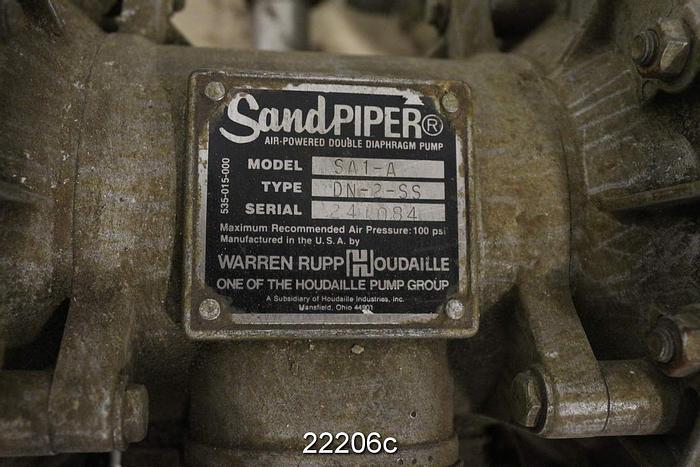 SandPIPER®
AIR-POWERED DOUBLE DIAPHRAGM PUMP
MODEL SA1-A
TYPE DN-2-SS
SERIAL
535-015-000
Maximum Recommended Air Pressure: 100 psi
Manufactured in the U.S.A. by
WARREN RUPP HOUDAILLE
ONE OF THE HOUDAILLE PUMP GROUP
A Subsidiary of Houdaille Industries, Inc.
Mansfield, Ohio 44901
22206c